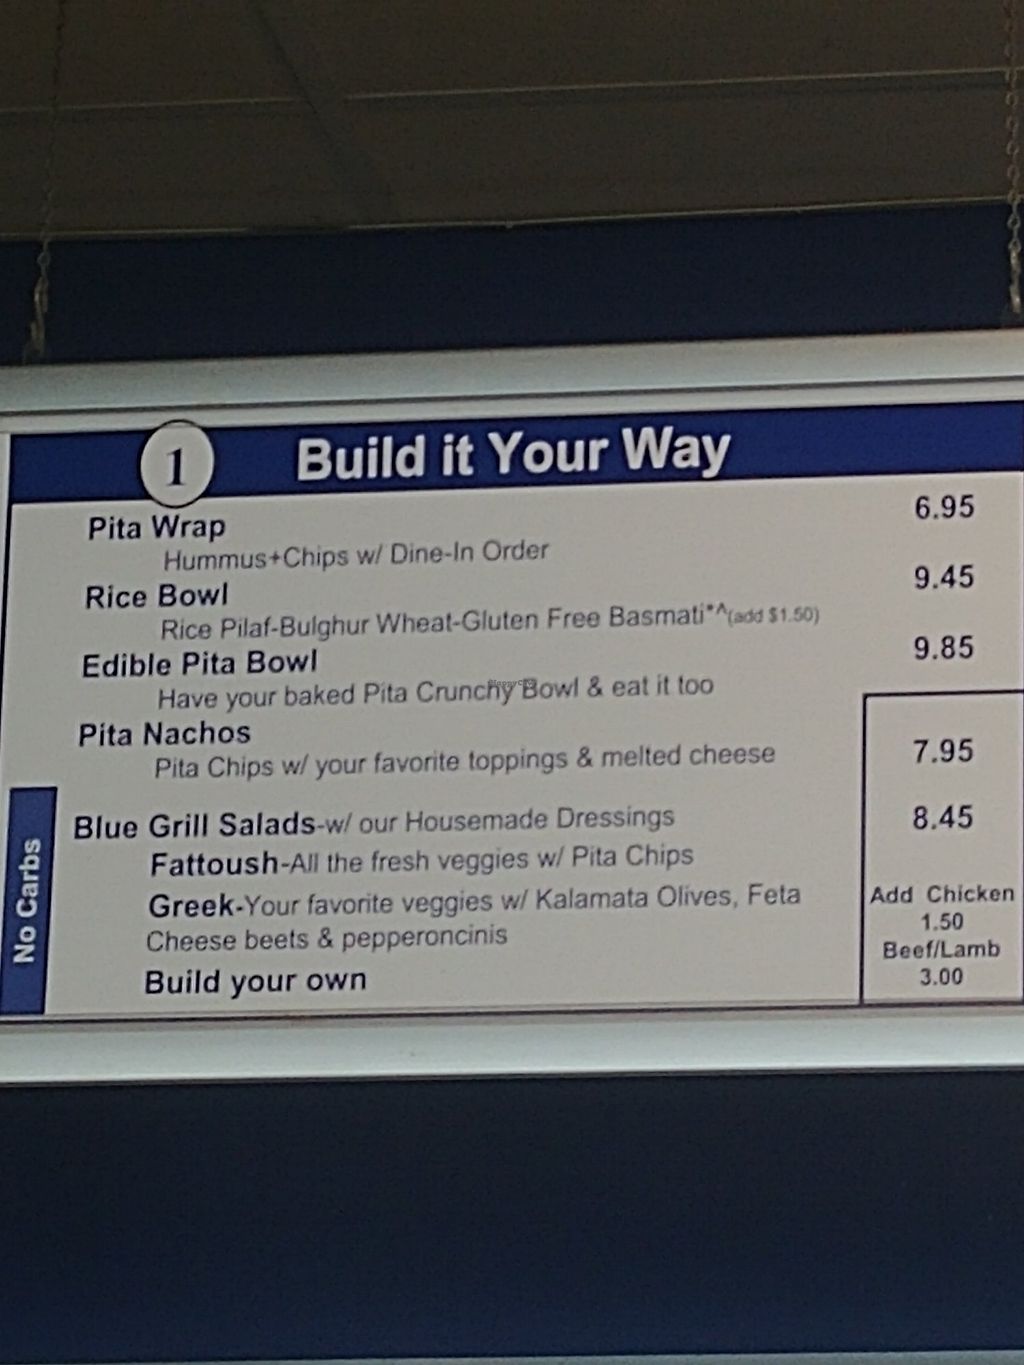 1 Build it Your Way
Pita Wrap 6.95
Hummus+Chips w/ Dine-In Order
Rice Bowl 9.45
Rice Pilaf-Bulghur Wheat-Gluten Free Basmati*^(add $1.50)
Edible Pita Bowl 9.85
Have your baked Pita Crunchy Bowl & eat it too
Pita Nachos 7.95
Pita Chips w/ your favorite toppings & melted cheese
No Carbs
Blue Grill Salads-w/ our Housemade Dressings 8.45
Fattoush-All the fresh veggies w/ Pita Chips
Greek-Your favorite veggies w/ Kalamata Olives, Feta
Cheese beets & pepperoncinis
Build your own
Add Chicken
1.50
Beef/Lamb
3.00